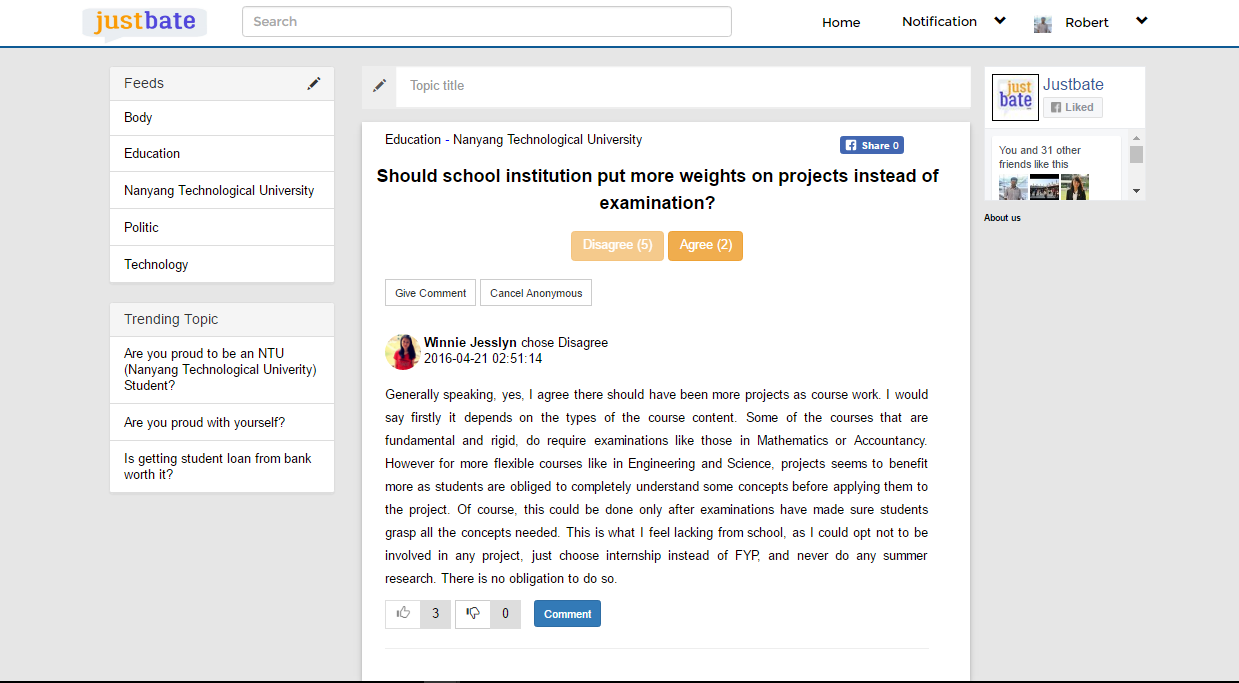 justbate
Search
Home
Notification
Robert
Feeds
Body
Education
Nanyang Technological University
Politic
Technology
Trending Topic
Are you proud to be an NTU
(Nanyang Technological Univerity)
Student?
Are you proud with yourself?
Is getting student loan from bank
worth it?
Topic title
Education - Nanyang Technological University
Share 0
Should school institution put more weights on projects instead of
examination?
Disagree (5)
Agree (2)
Give Comment
Cancel Anonymous
Winnie Jesslyn chose Disagree
2016-04-21 02:51:14
Generally speaking, yes, I agree there should have been more projects as course work. I would
say firstly it depends on the types of the course content. Some of the courses that are
fundamental and rigid, do require examinations like those in Mathematics or Accountancy.
However for more flexible courses like in Engineering and Science, projects seems to benefit
more as students are obliged to completely understand some concepts before applying them to
the project. Of course, this could be done only after examinations have made sure students
grasp all the concepts needed. This is what I feel lacking from school, as I could opt not to be
involved in any project, just choose internship instead of FYP, and never do any summer
research. There is no obligation to do so.
3
0
Comment
just
bate
Justbate
Liked
You and 31 other
friends like this
About us